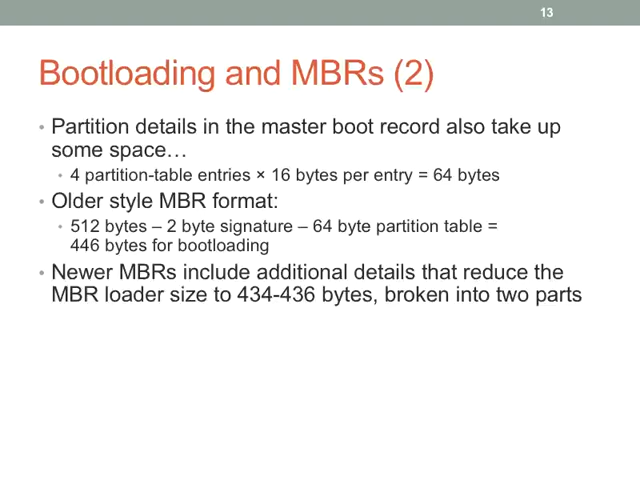 13
Bootloading and MBRs (2)
• Partition details in the master boot record also take up
some space…
• 4 partition-table entries × 16 bytes per entry = 64 bytes
• Older style MBR format:
• 512 bytes – 2 byte signature – 64 byte partition table =
446 bytes for bootloading
• Newer MBRs include additional details that reduce the
MBR loader size to 434-436 bytes, broken into two parts